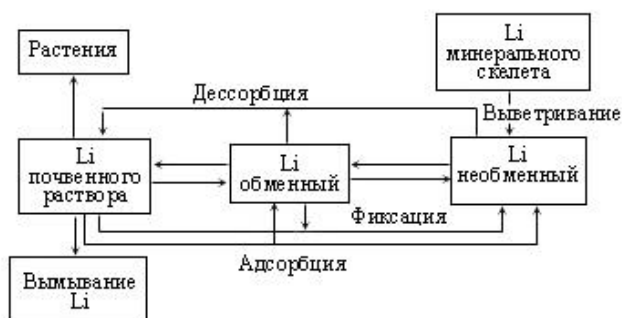 Растения
Li
минерального
скелета
Дессорбция
Выветривание
Li
почвенного
раствора
Li
обменный
Li
необменный
Фиксация
Адсорбция
Вымывание
Li